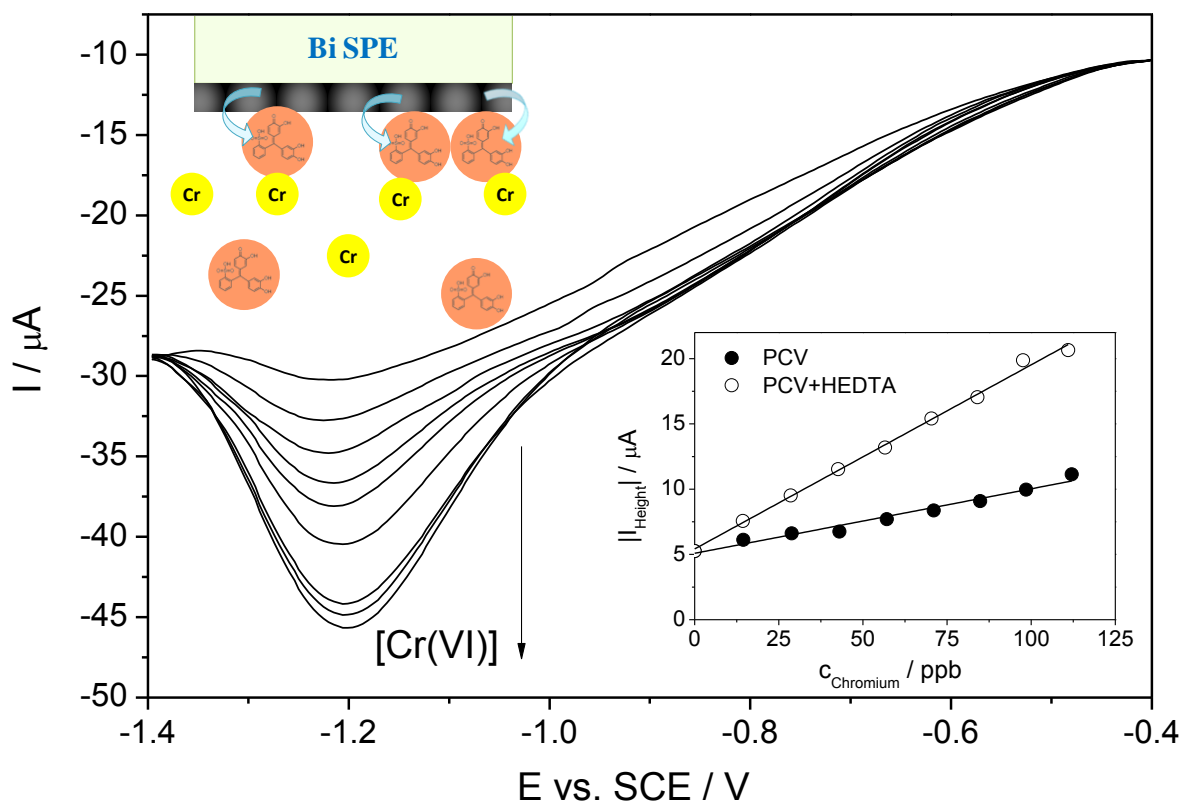 Bi SPE
Cr
Cr
Cr
Cr
Cr
[Cr(VI)]
I / μA
-10
-15
-20
-25
-30
-35
-40
-45
-50
-1.4
-1.2
-1.0
-0.8
-0.6
-0.4
E vs. SCE / V
PCV
PCV+HEDTA
|I_Height| / μA
20
15
10
5
0
0
25
50
75
100
125
c_Chromium / ppb